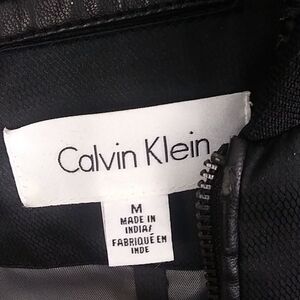 Calvin Klein
M
MADE IN
INDIA/
FABRIQUÉ EN
INDE